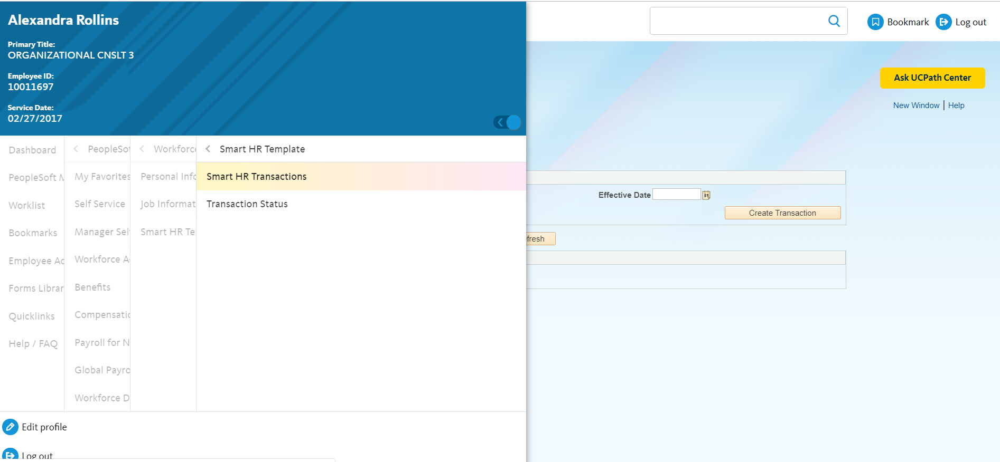 Alexandra Rollins
Primary Title:
ORGANIZATIONAL CNSLT 3
Employee ID:
10011697
Service Date:
02/27/2017
Bookmark
Log out
Ask UCPath Center
New Window | Help
Dashboard
PeopleSoft M
Worklist
Bookmarks
Employee Ac
Forms Librar
Quicklinks
Help / FAQ
PeopleSof
My Favorites
Self Service
Manager Sel
Workforce A
Benefits
Compensatio
Payroll for N
Global Payro
Workforce D
Workforce
Personal Info
Job Informat
Smart HR Te
Smart HR Template
Smart HR Transactions
Transaction Status
Effective Date
31
Create Transaction
efresh
Edit profile
Log out